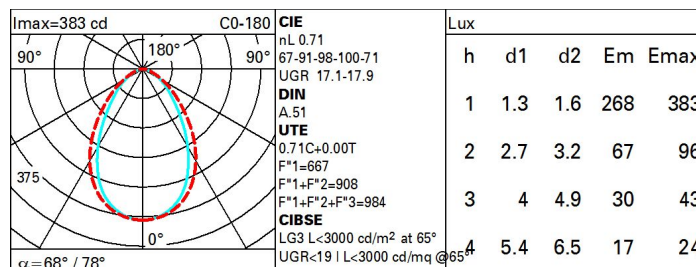 Imax=383 cd C0-180
90° 180° 90°
375
0°
α=68° / 78°
CIE
nL 0.71
67-91-98-100-71
UGR 17.1-17.9
DIN
A.51
UTE
0.71C+0.00T
F"1=667
F"1+F"2=908
F"1+F"2+F"3=984
CIBSE
LG3 L<3000 cd/m² at 65°
UGR<19 | L<3000 cd/mq @65°
Lux
h d1 d2 Em Emax
1 1.3 1.6 268 383
2 2.7 3.2 67 96
3 4 4.9 30 43
4 5.4 6.5 17 24